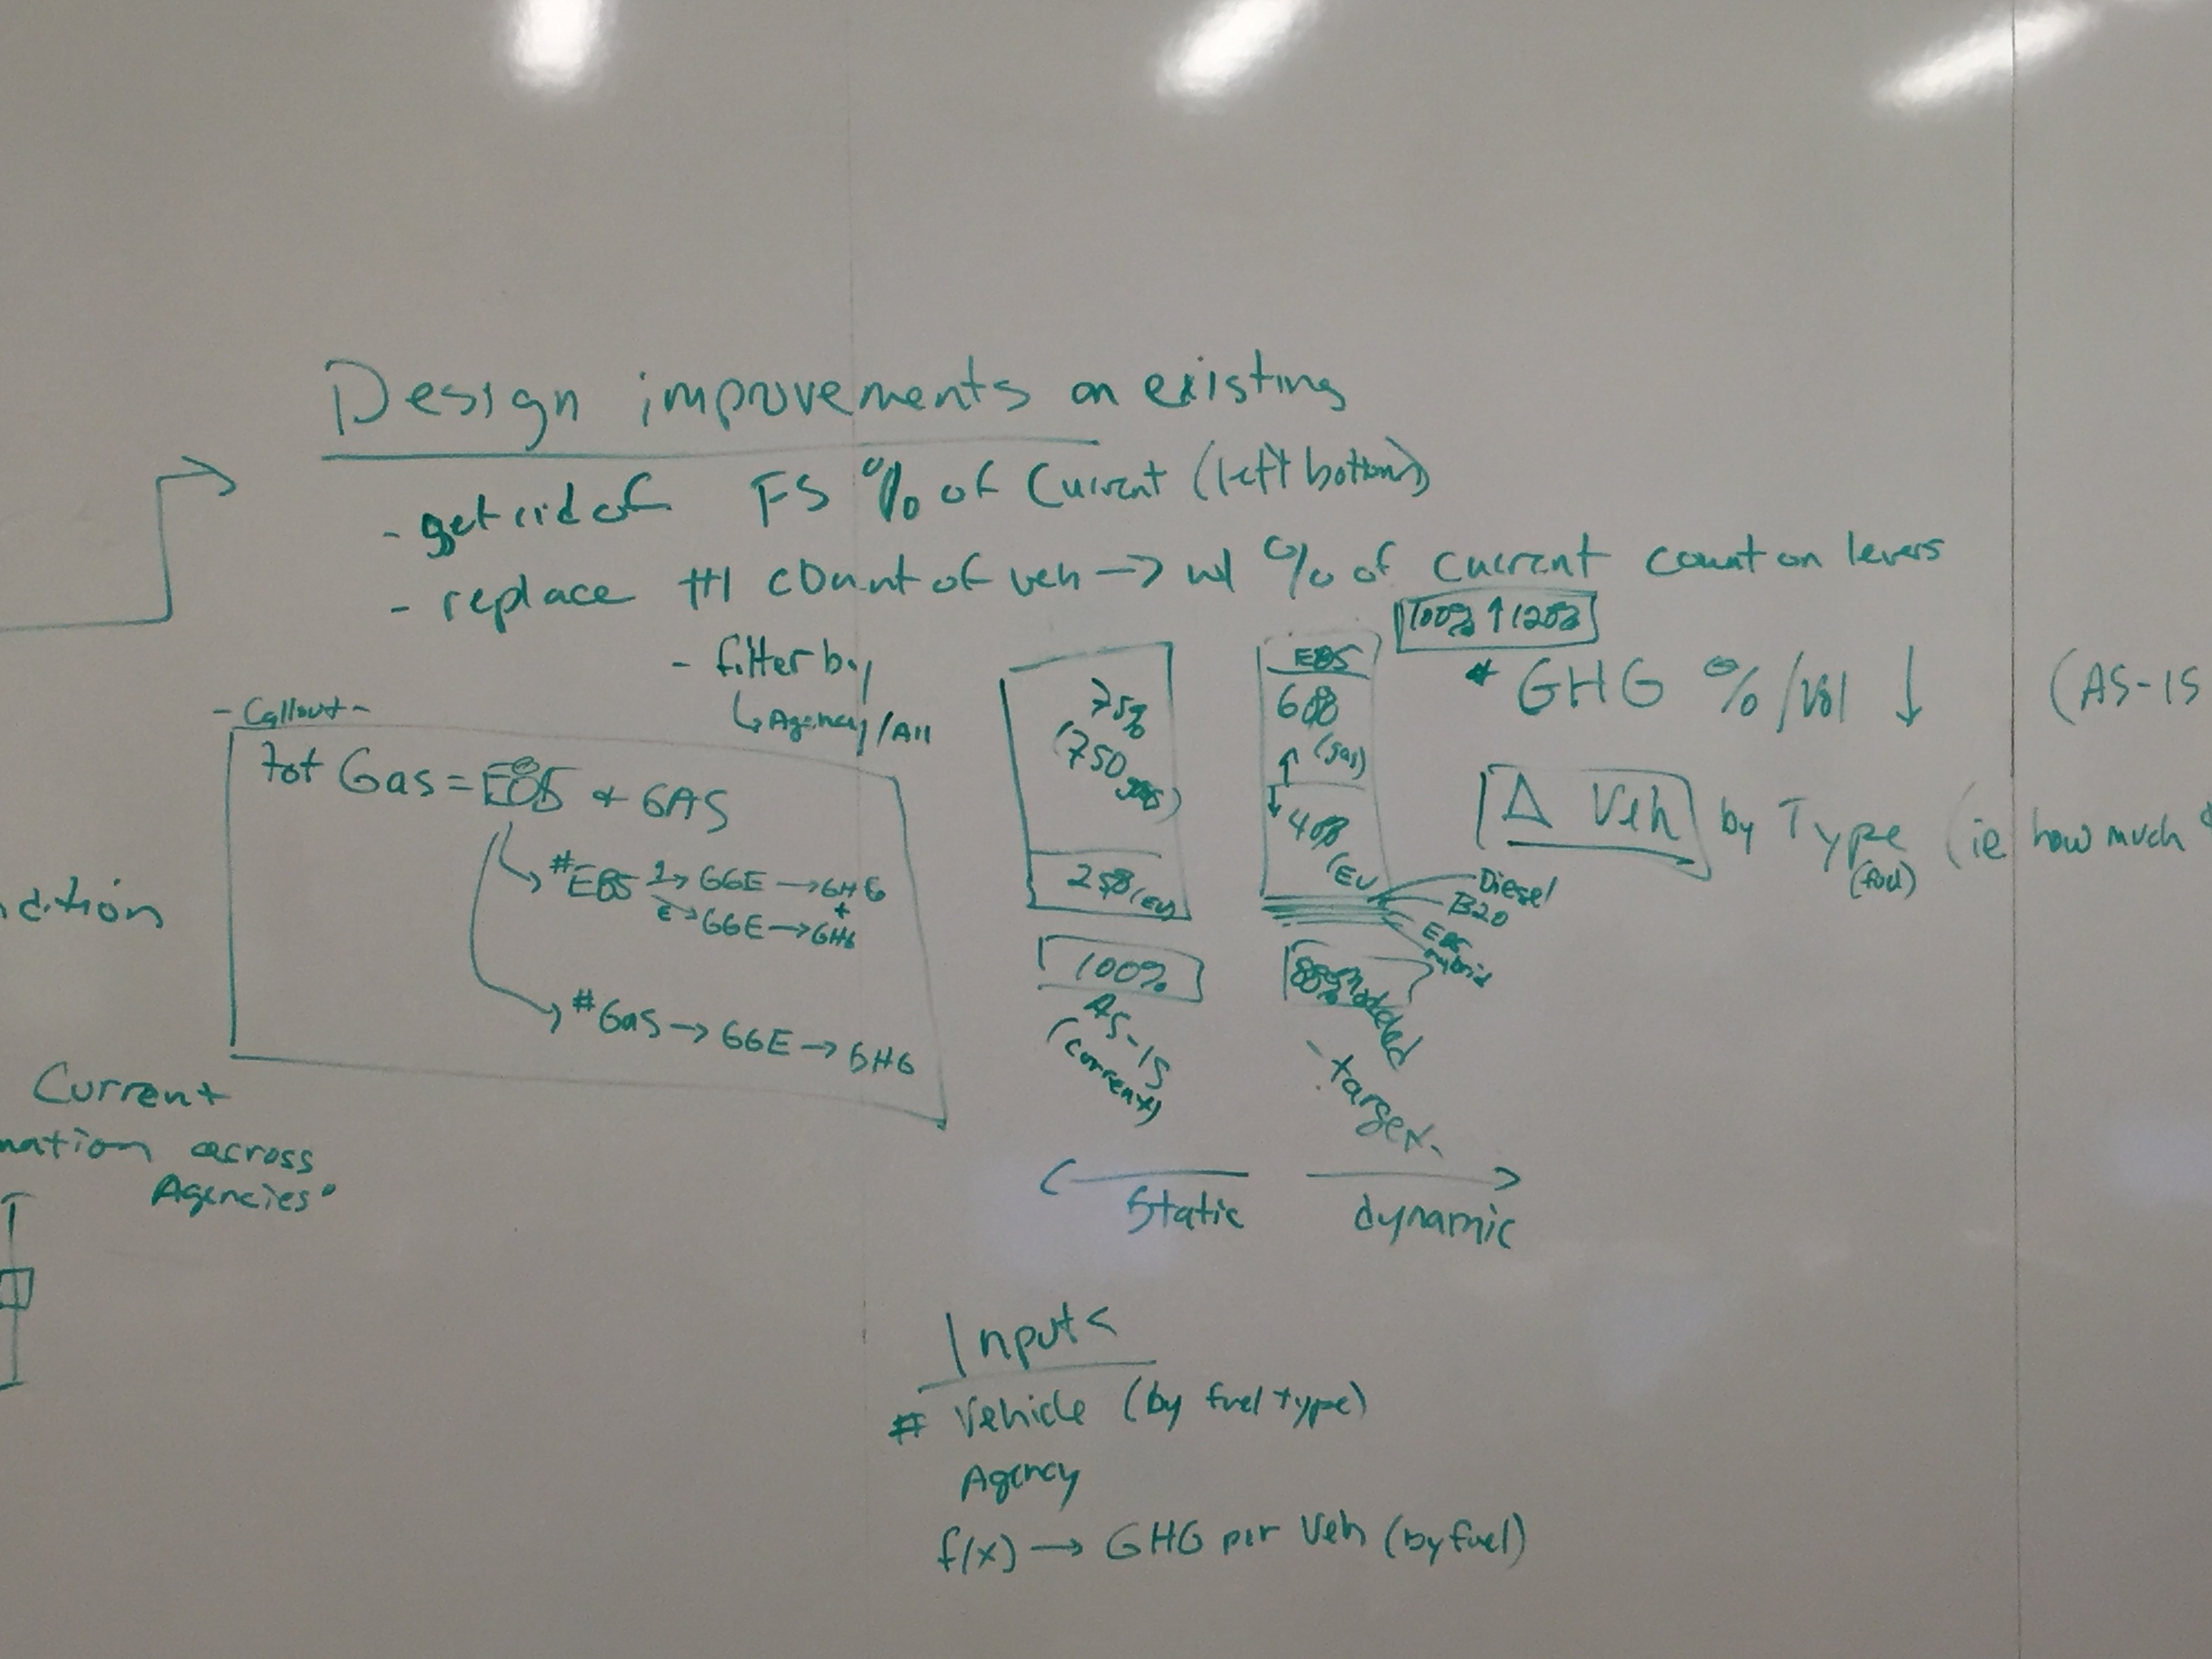 Design improvements on existing
- get rid of FS % of Current (left bottom)
- replace # count of veh → w/ % of current count on levers
100% ↑ 120%
- filter by
↳ Agency / All
- Callout -
tot Gas = E85 + GAS
#E85 → GGE → GHG
+
E → GGE → GHG
#Gas → GGE → GHG
75%
(750
25% (EV)
100%
AS-IS
(current)
E85
60%
↑ (gas)
↓ 40%
(EV
Diesel
B20
E85
hybrid
target
← Static
dynamic →
* GHG % / Vol ↓ (AS-IS
Δ Veh by Type (ie how much
(fuel)
dition
Current
mation across
Agencies"
Inputs
# Vehicle (by fuel type)
Agency
f(x) → GHG per Veh (by fuel)